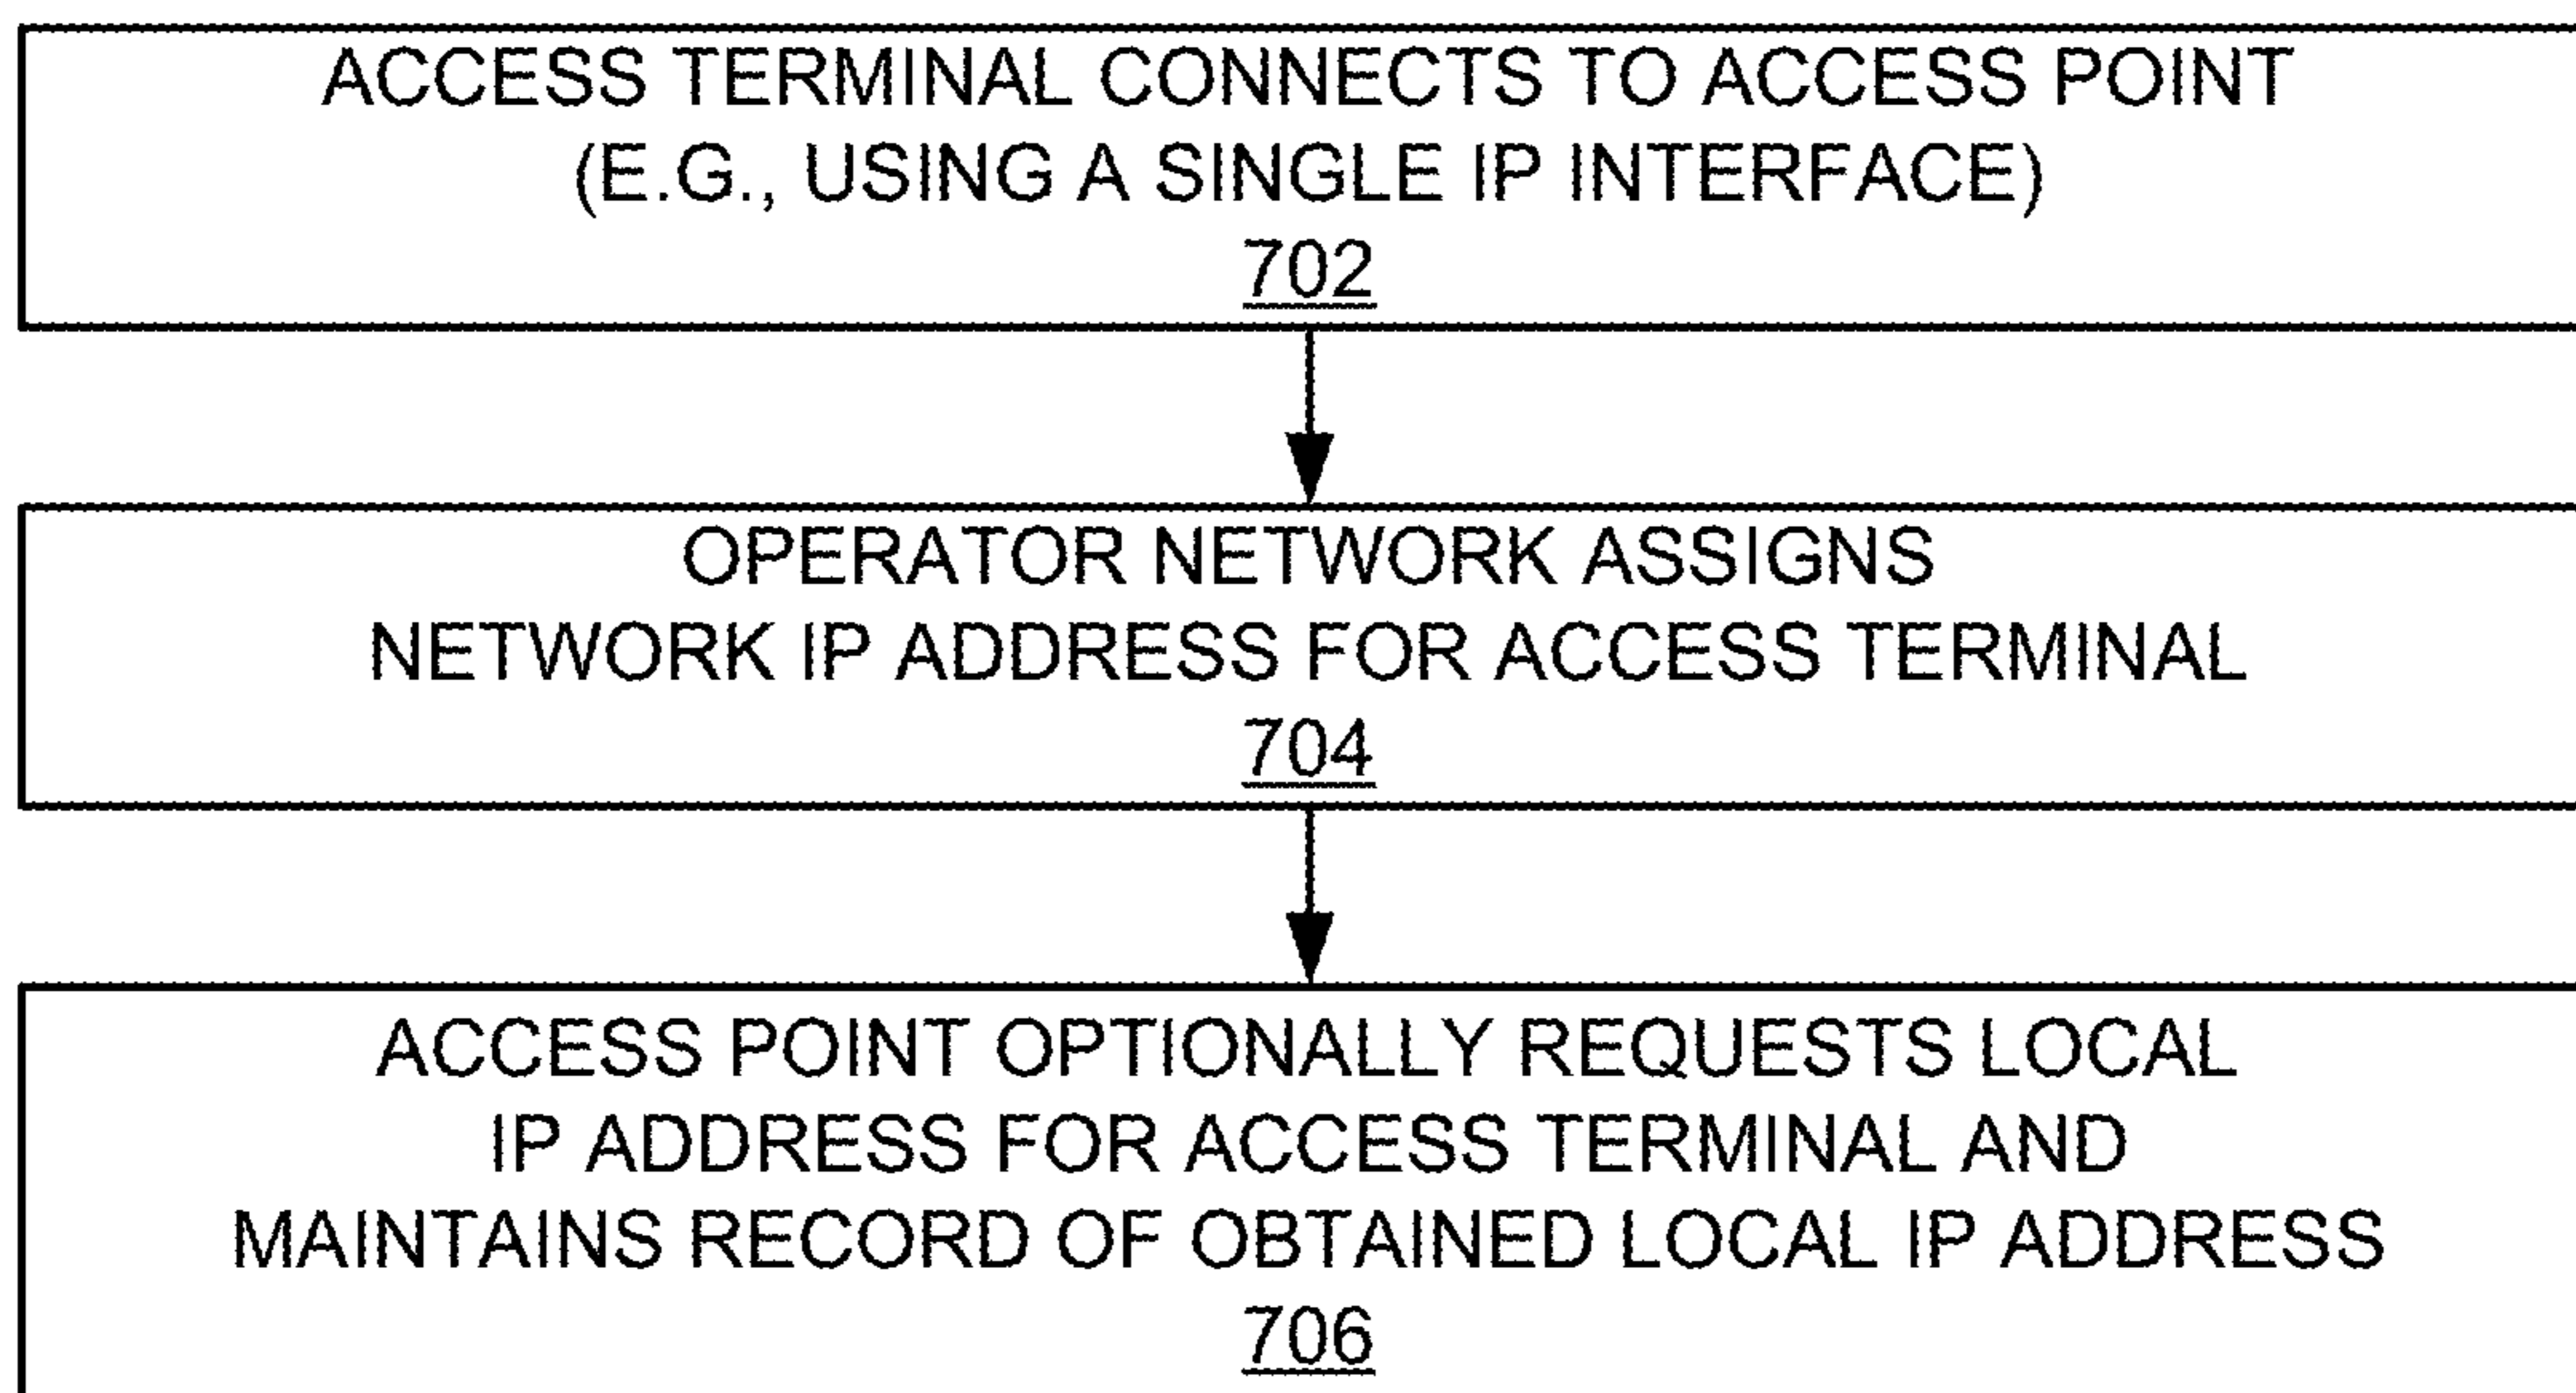 ACCESS TERMINAL CONNECTS TO ACCESS POINT
(E.G., USING A SINGLE IP INTERFACE)
702
OPERATOR NETWORK ASSIGNS
NETWORK IP ADDRESS FOR ACCESS TERMINAL
704
ACCESS POINT OPTIONALLY REQUESTS LOCAL
IP ADDRESS FOR ACCESS TERMINAL AND
MAINTAINS RECORD OF OBTAINED LOCAL IP ADDRESS
706